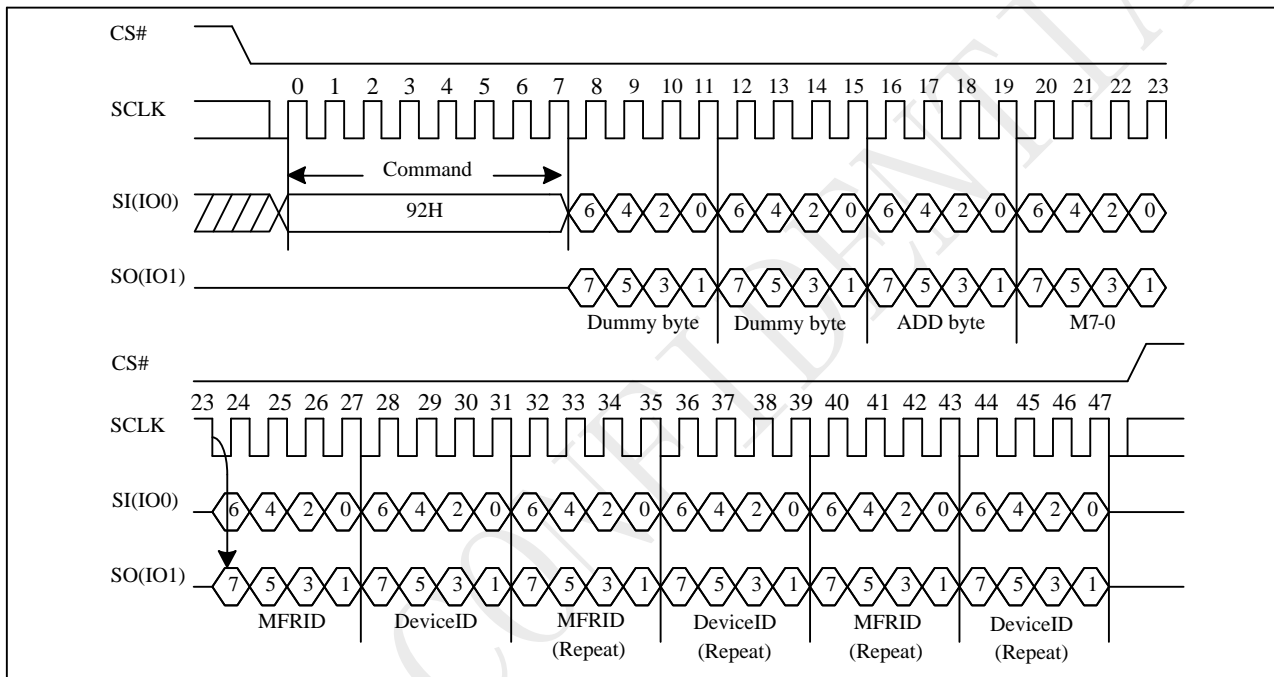 CS#
0 1 2 3 4 5 6 7 8 9 10 11 12 13 14 15 16 17 18 19 20 21 22 23
SCLK
Command
SI(IO0)
92H 6 4 2 0 6 4 2 0 6 4 2 0 6 4 2 0
SO(IO1)
7 5 3 1 7 5 3 1 7 5 3 1 7 5 3 1
Dummy byte Dummy byte ADD byte M7-0
CS#
23 24 25 26 27 28 29 30 31 32 33 34 35 36 37 38 39 40 41 42 43 44 45 46 47
SCLK
SI(IO0) 6 4 2 0 6 4 2 0 6 4 2 0 6 4 2 0 6 4 2 0 6 4 2 0
SO(IO1) 7 5 3 1 7 5 3 1 7 5 3 1 7 5 3 1 7 5 3 1 7 5 3 1
MFRID DeviceID MFRID DeviceID MFRID DeviceID
(Repeat) (Repeat) (Repeat) (Repeat)
CONFIDENTIA